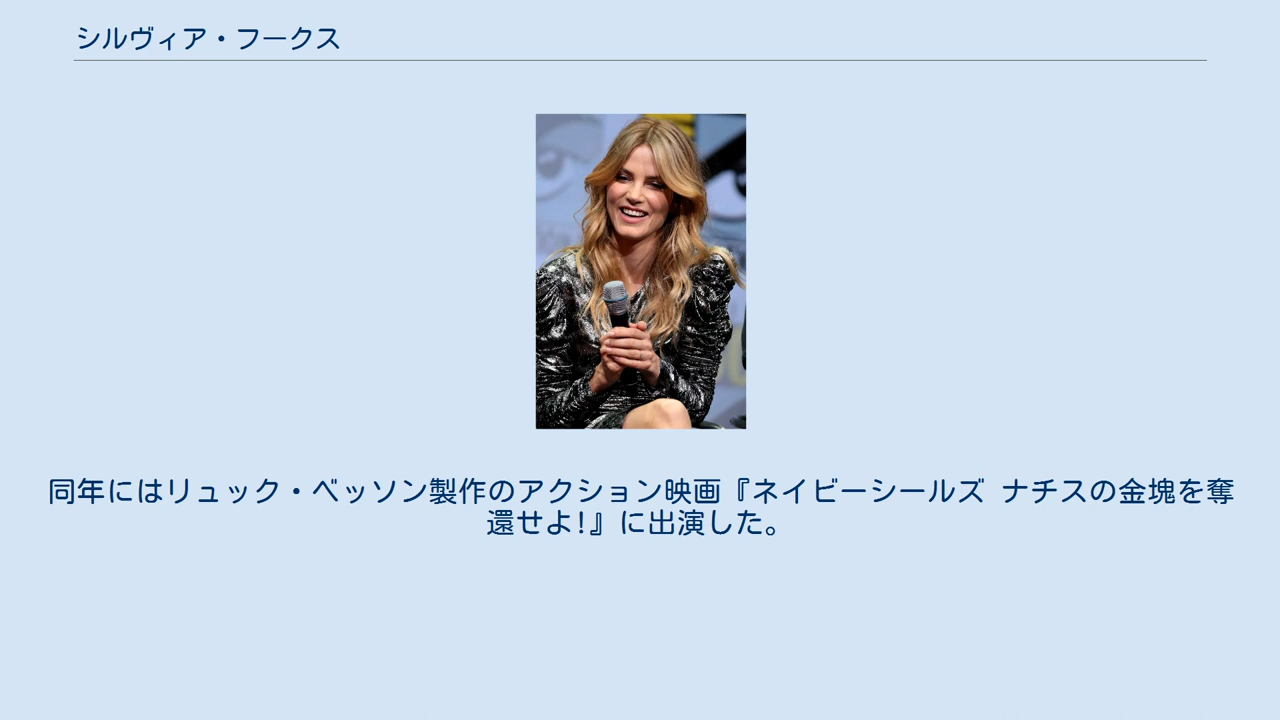 シルヴィア・フークス
同年にはリュック・ベッソン製作のアクション映画『ネイビーシールズ ナチスの金塊を奪
還せよ!』に出演した。